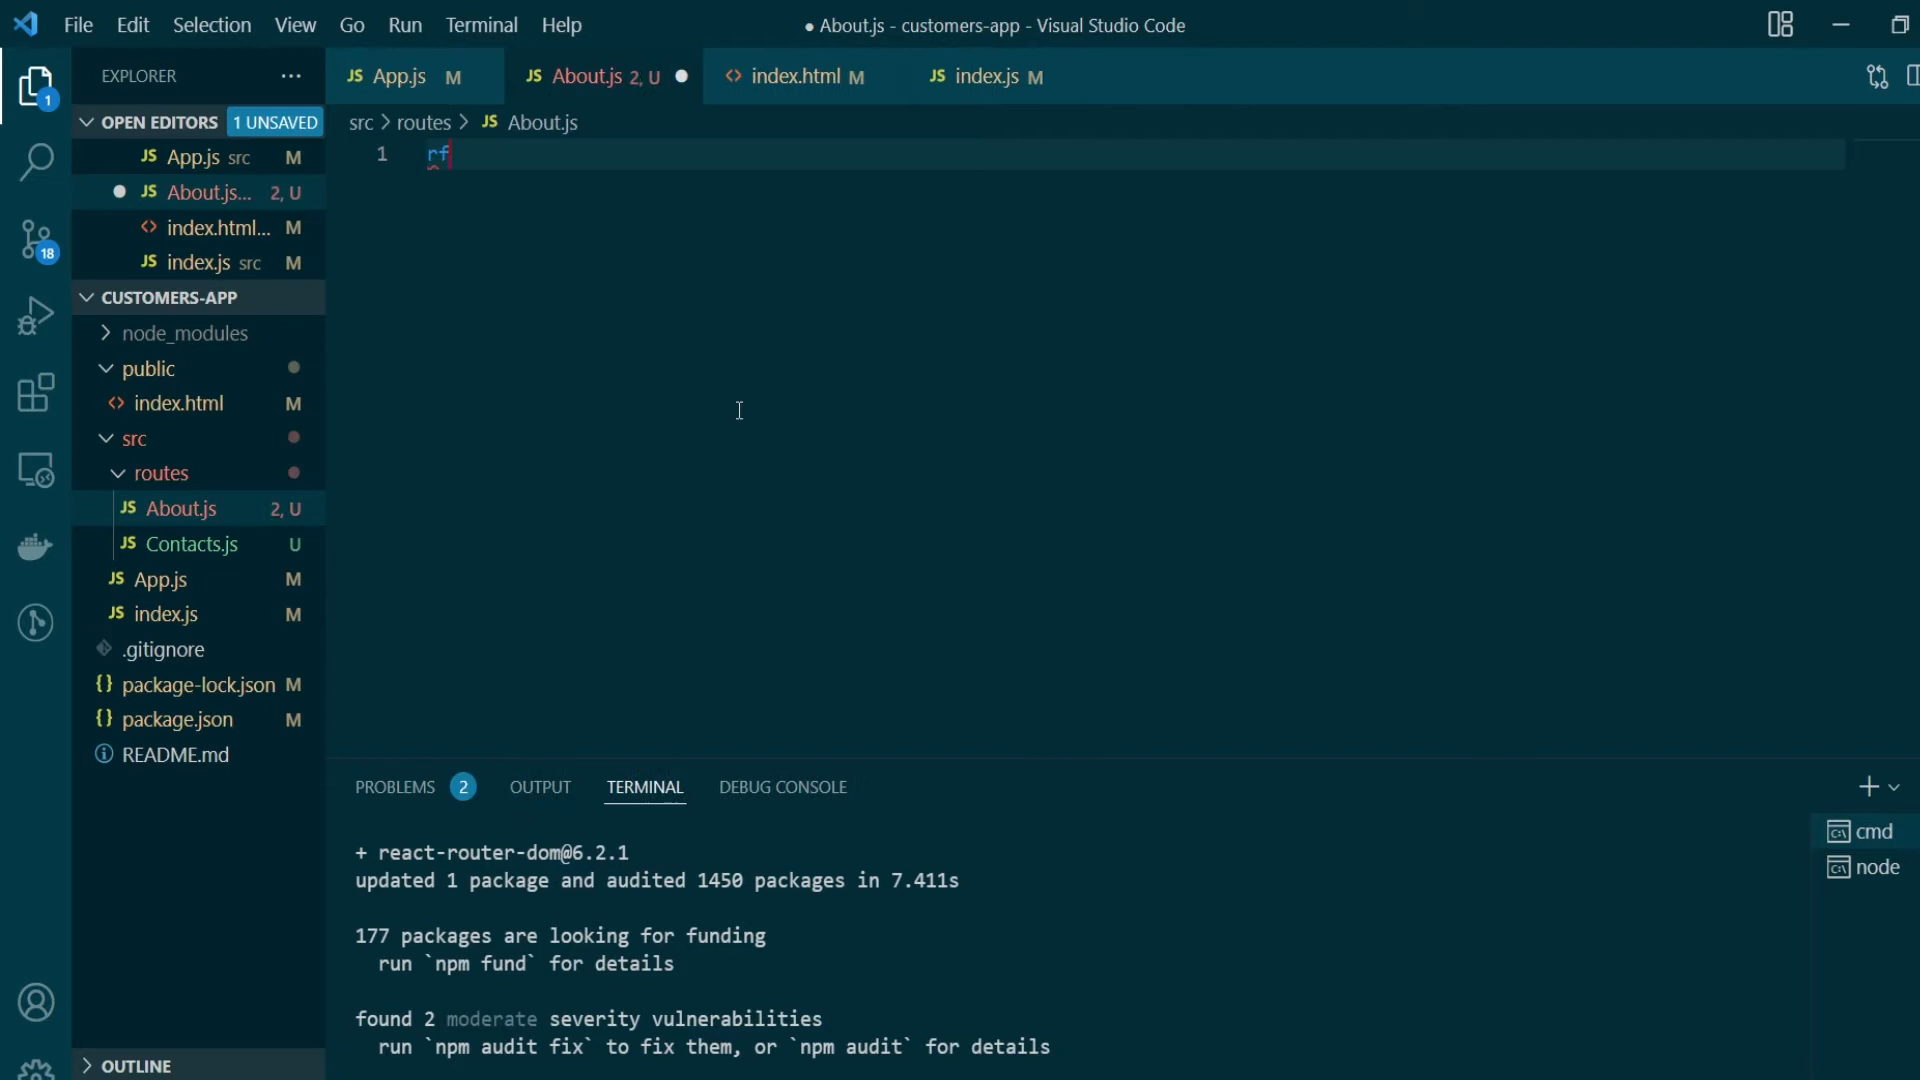 File Edit Selection View Go Run Terminal Help
● About.js - customers-app - Visual Studio Code
EXPLORER ...
JS App.js M
JS About.js 2, U ●
<> index.html M
JS index.js M
OPEN EDITORS 1 UNSAVED
JS App.js src M
● JS About.js... 2, U
<> index.html... M
JS index.js src M
CUSTOMERS-APP
node_modules
public
<> index.html M
src
routes
JS About.js 2, U
JS Contacts.js U
JS App.js M
JS index.js M
.gitignore
{} package-lock.json M
{} package.json M
README.md
OUTLINE
1
18
src > routes > JS About.js
1 rf
PROBLEMS 2 OUTPUT TERMINAL DEBUG CONSOLE
+ react-router-dom@6.2.1
updated 1 package and audited 1450 packages in 7.411s
177 packages are looking for funding
run `npm fund` for details
found 2 moderate severity vulnerabilities
run `npm audit fix` to fix them, or `npm audit` for details
cmd
node